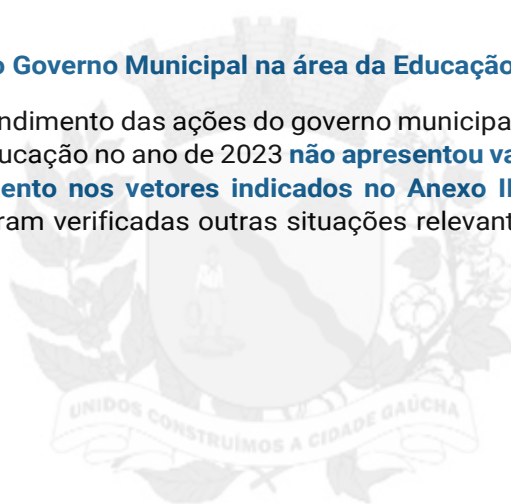 o Governo Municipal na área da Educação
ndimento das ações do governo municipa
ucação no ano de 2023 não apresentou va
ento nos vetores indicados no Anexo I
ram verificadas outras situações relevant
UNIDOS CONSTRUÍMOS A CIDADE GAÚCHA